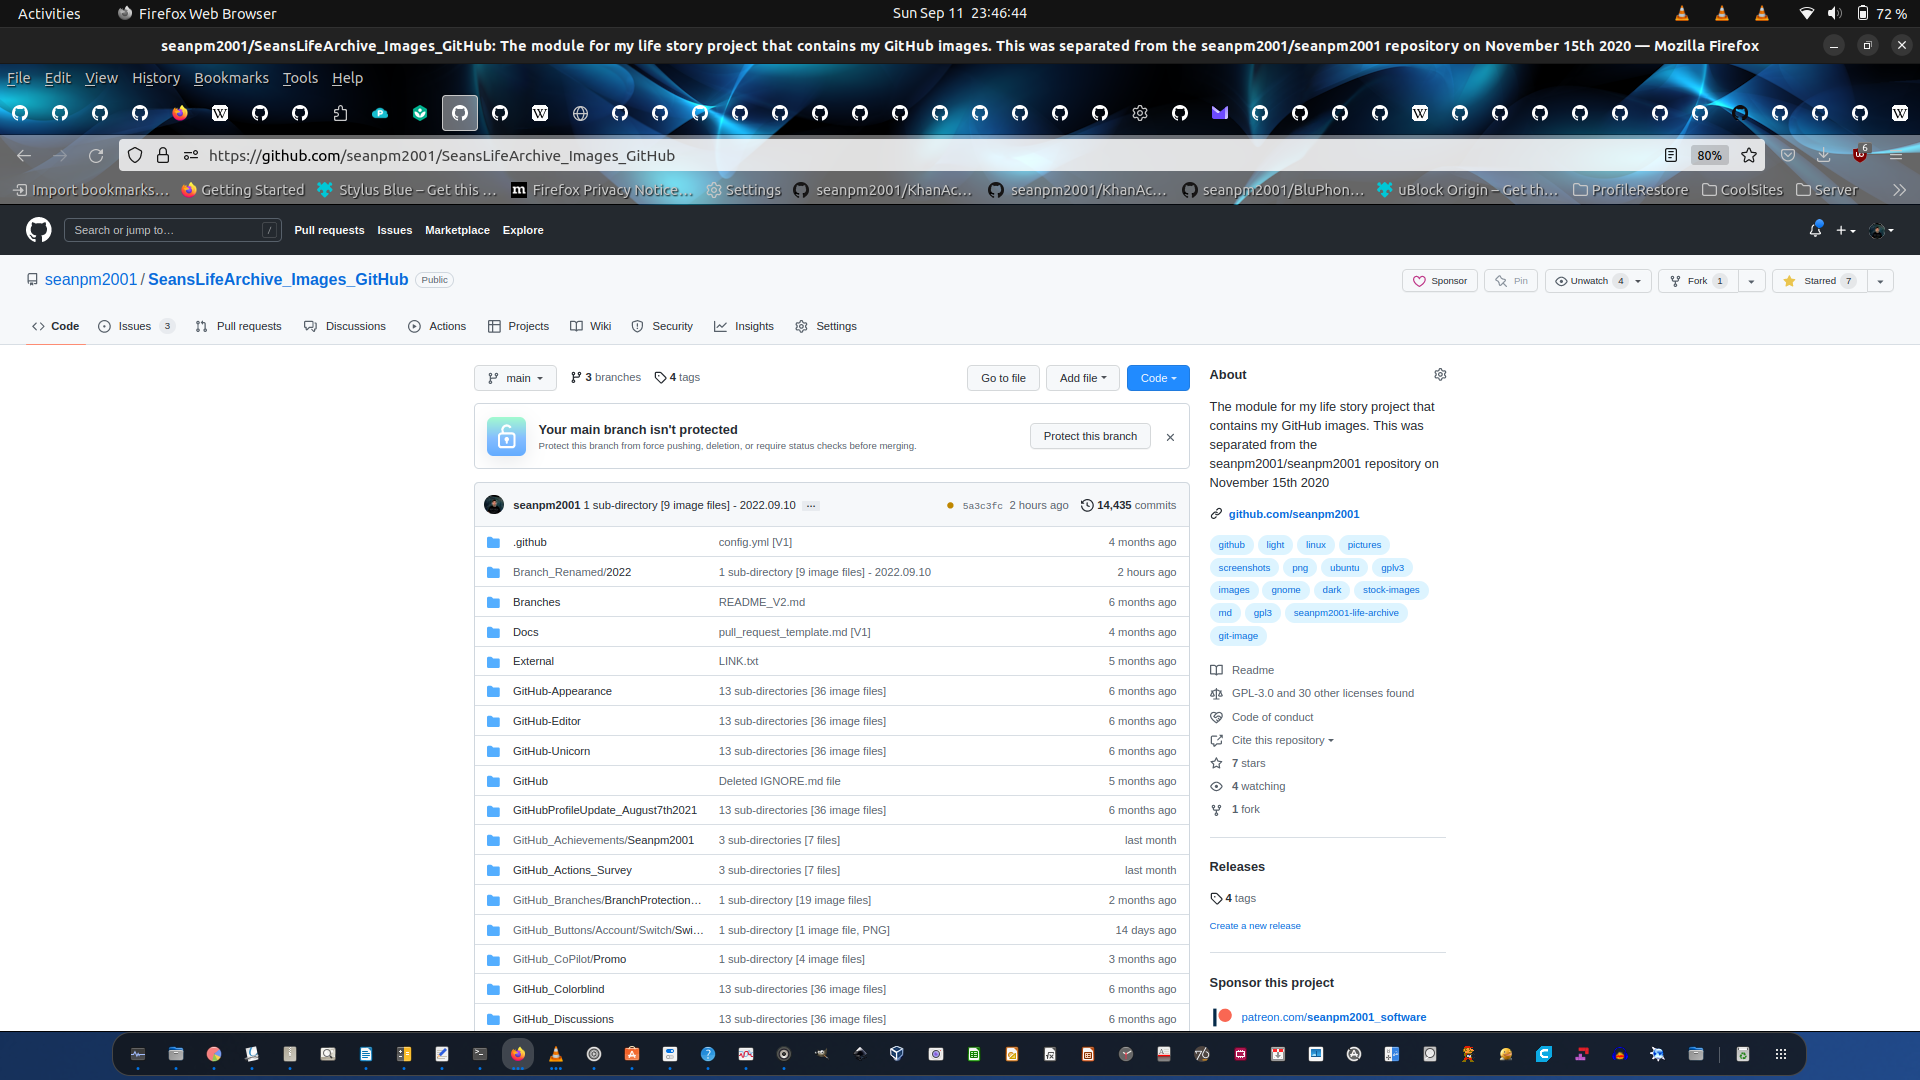 Activities
Firefox Web Browser
Sun Sep 11 23:46:44
72 %
seanpm2001/SeansLifeArchive_Images_GitHub: The module for my life story project that contains my GitHub images. This was separated from the seanpm2001/seanpm2001 repository on November 15th 2020 — Mozilla Firefox
File Edit View History Bookmarks Tools Help
https://github.com/seanpm2001/SeansLifeArchive_Images_GitHub
80%
6
Import bookmarks… Getting Started Stylus Blue – Get this … Firefox Privacy Notice… Settings seanpm2001/KhanAc… seanpm2001/KhanAc… seanpm2001/BluPhon… uBlock Origin – Get th… ProfileRestore CoolSites Server
Search or jump to… /
Pull requests Issues Marketplace Explore
seanpm2001 / SeansLifeArchive_Images_GitHub Public
Sponsor Pin Unwatch 4 Fork 1 Starred 7
Code Issues 3 Pull requests Discussions Actions Projects Wiki Security Insights Settings
main 3 branches 4 tags
Go to file Add file Code
Your main branch isn't protected
Protect this branch from force pushing, deletion, or require status checks before merging.
Protect this branch
seanpm2001 1 sub-directory [9 image files] - 2022.09.10 … 5a3c3fc 2 hours ago 14,435 commits
.github config.yml [V1] 4 months ago
Branch_Renamed/2022 1 sub-directory [9 image files] - 2022.09.10 2 hours ago
Branches README_V2.md 6 months ago
Docs pull_request_template.md [V1] 4 months ago
External LINK.txt 5 months ago
GitHub-Appearance 13 sub-directories [36 image files] 6 months ago
GitHub-Editor 13 sub-directories [36 image files] 6 months ago
GitHub-Unicorn 13 sub-directories [36 image files] 6 months ago
GitHub Deleted IGNORE.md file 5 months ago
GitHubProfileUpdate_August7th2021 13 sub-directories [36 image files] 6 months ago
GitHub_Achievements/Seanpm2001 3 sub-directories [7 files] last month
GitHub_Actions_Survey 3 sub-directories [7 files] last month
GitHub_Branches/BranchProtection… 1 sub-directory [19 image files] 2 months ago
GitHub_Buttons/Account/Switch/Swi… 1 sub-directory [1 image file, PNG] 14 days ago
GitHub_CoPilot/Promo 1 sub-directory [4 image files] 3 months ago
GitHub_Colorblind 13 sub-directories [36 image files] 6 months ago
GitHub_Discussions 13 sub-directories [36 image files] 6 months ago
About
The module for my life story project that
contains my GitHub images. This was
separated from the
seanpm2001/seanpm2001 repository on
November 15th 2020
github.com/seanpm2001
github light linux pictures
screenshots png ubuntu gplv3
images gnome dark stock-images
md gpl3 seanpm2001-life-archive
git-image
Readme
GPL-3.0 and 30 other licenses found
Code of conduct
Cite this repository
7 stars
4 watching
1 fork
Releases
4 tags
Create a new release
Sponsor this project
patreon.com/seanpm2001_software